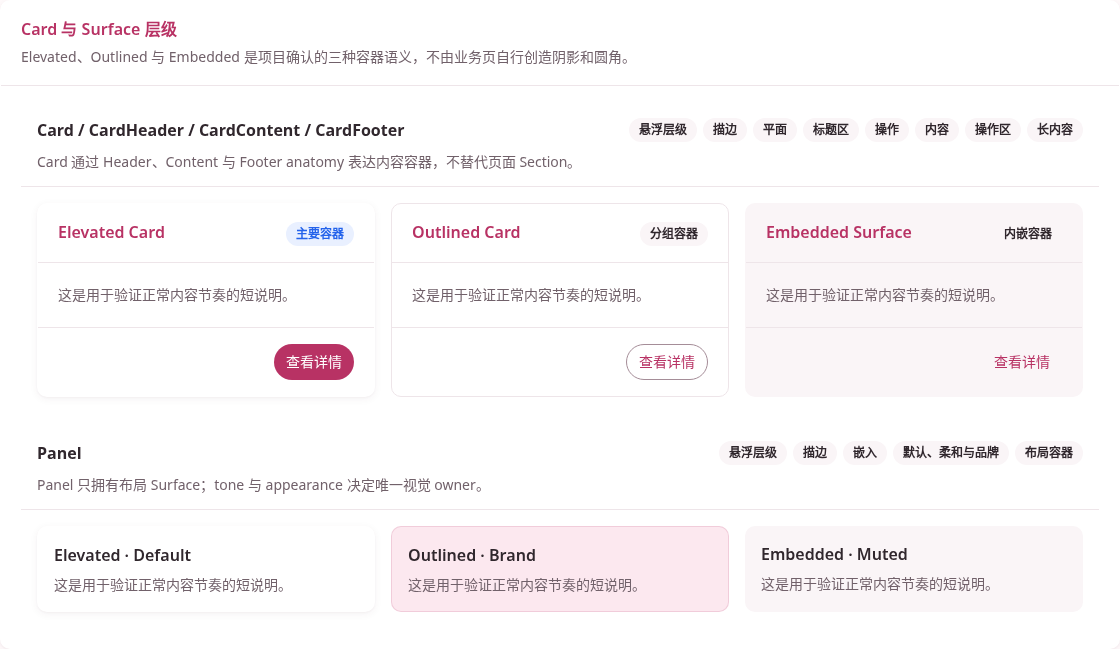 Card 与 Surface 层级
Elevated、Outlined 与 Embedded 是项目确认的三种容器语义，不由业务页自行创造阴影和圆角。
Card / CardHeader / CardContent / CardFooter
悬浮层级 描边 平面 标题区 操作 内容 操作区 长内容
Card 通过 Header、Content 与 Footer anatomy 表达内容容器，不替代页面 Section。
Elevated Card
主要容器
这是用于验证正常内容节奏的短说明。
查看详情
Outlined Card
分组容器
这是用于验证正常内容节奏的短说明。
查看详情
Embedded Surface
内嵌容器
这是用于验证正常内容节奏的短说明。
查看详情
Panel
悬浮层级 描边 嵌入 默认、柔和与品牌 布局容器
Panel 只拥有布局 Surface；tone 与 appearance 决定唯一视觉 owner。
Elevated · Default
这是用于验证正常内容节奏的短说明。
Outlined · Brand
这是用于验证正常内容节奏的短说明。
Embedded · Muted
这是用于验证正常内容节奏的短说明。